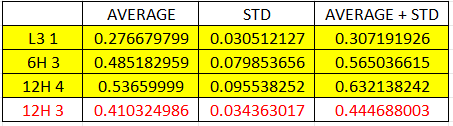 AVERAGE STD AVERAGE + STD
L3 1 0.276679799 0.030512127 0.307191926
6H 3 0.485182959 0.079853656 0.565036615
12H 4 0.53659999 0.095538252 0.632138242
12H 3 0.410324986 0.034363017 0.444688003